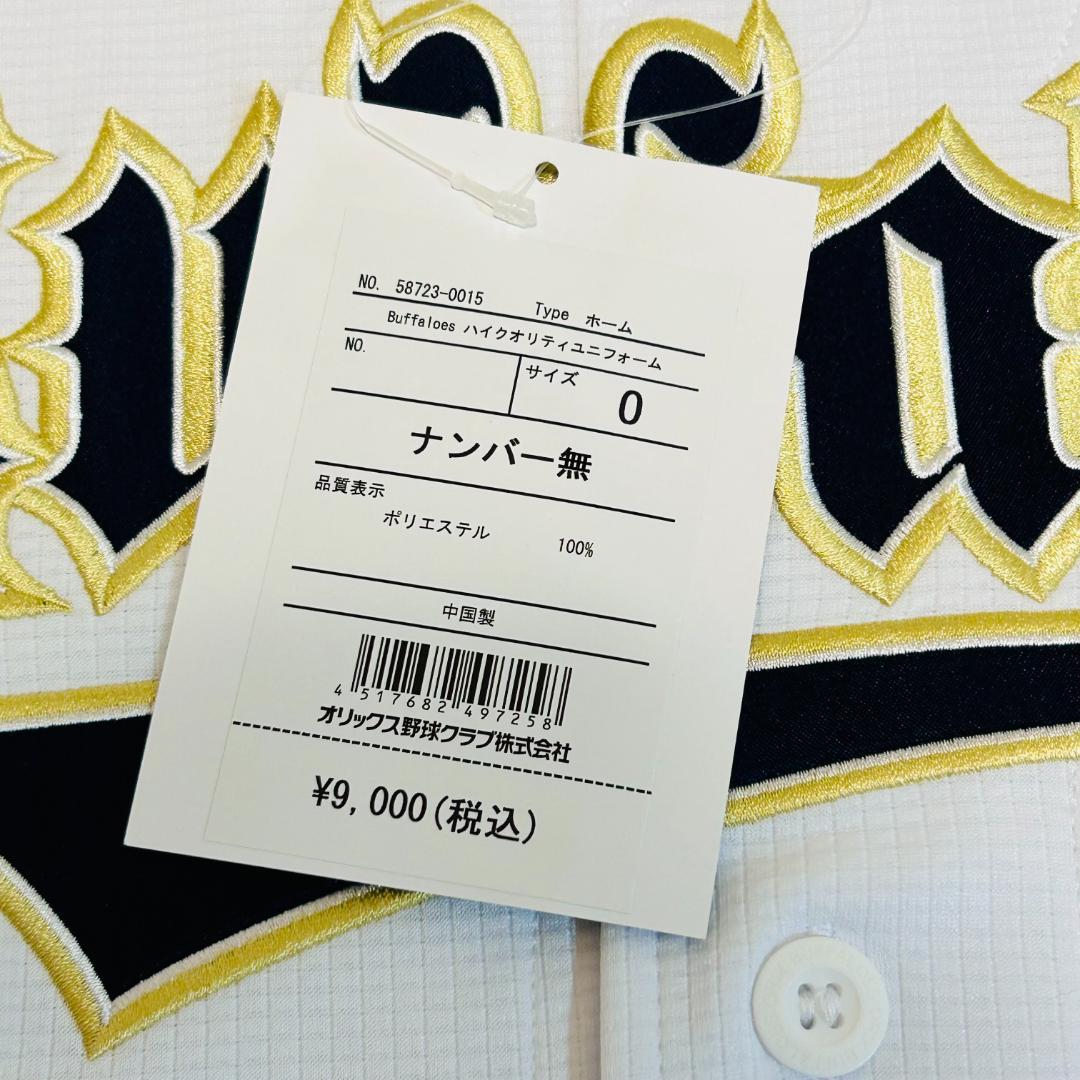 NO. 58723-0015 Type ホーム
Buffaloes ハイクオリティユニフォーム
NO. サイズ 0
ナンバー無
品質表示
ポリエステル 100%
中国製
4 517682 497258
オリックス野球クラブ株式会社
¥9,000(税込)